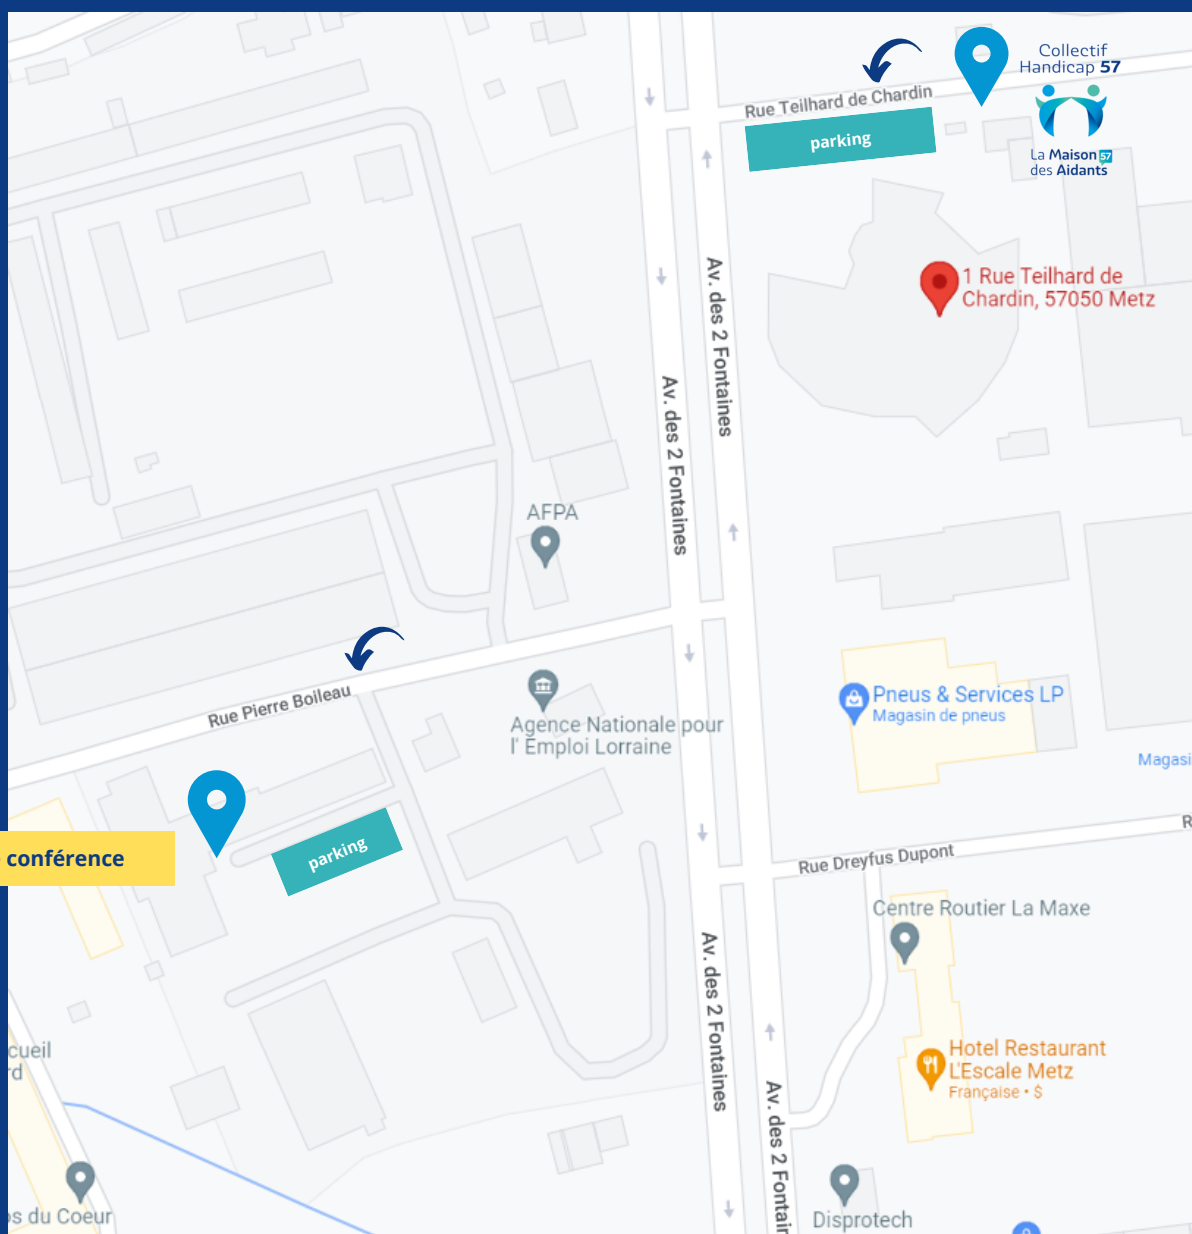 Collectif
Handicap 57
Rue Teilhard de Chardin
parking
La Maison 57
des Aidants
1 Rue Teilhard de
Chardin, 57050 Metz
Av. des 2 Fontaines
Av. des 2 Fontaines
AFPA
Rue Pierre Boileau
Agence Nationale pour
l' Emploi Lorraine
Pneus & Services LP
Magasin de pneus
Magasi
conférence
parking
R
Rue Dreyfus Dupont
Centre Routier La Maxe
Av. des 2 Fontaines
cueil
rd
Hotel Restaurant
L'Escale Metz
Française • $
Av. des 2 Fontain
os du Coeur
Disprotech